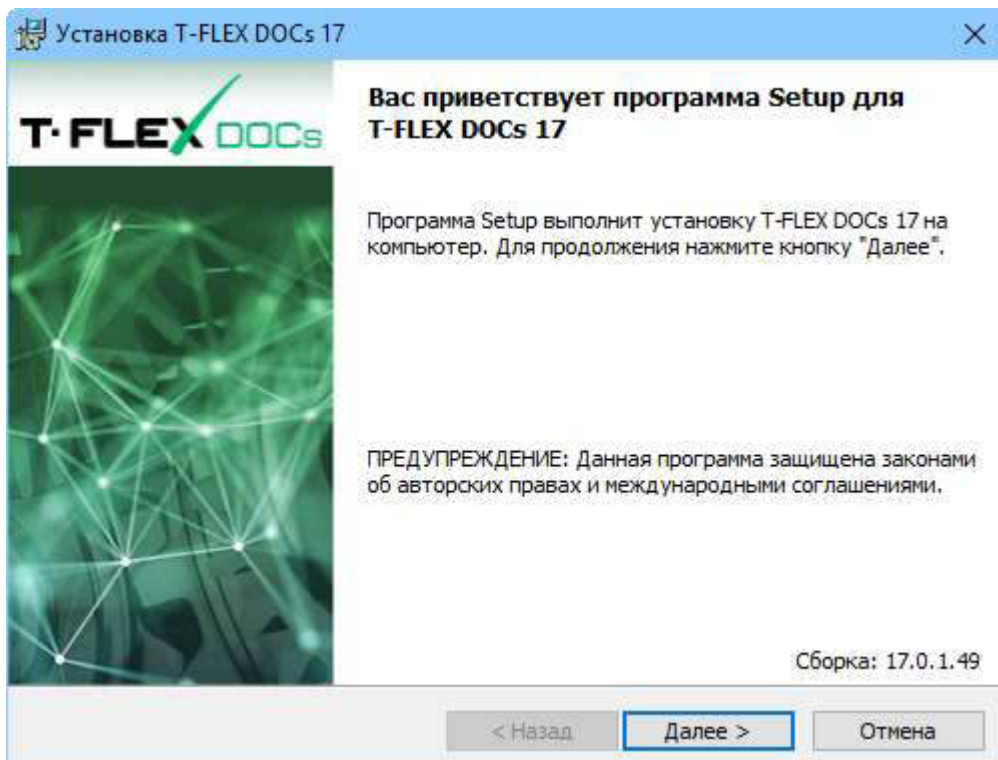 Установка T-FLEX DOCs 17
T-FLEX DOCs
Вас приветствует программа Setup для
T-FLEX DOCs 17
Программа Setup выполнит установку T-FLEX DOCs 17 на
компьютер. Для продолжения нажмите кнопку "Далее".
ПРЕДУПРЕЖДЕНИЕ: Данная программа защищена законами
об авторских правах и международными соглашениями.
Сборка: 17.0.1.49
< Назад
Далее >
Отмена